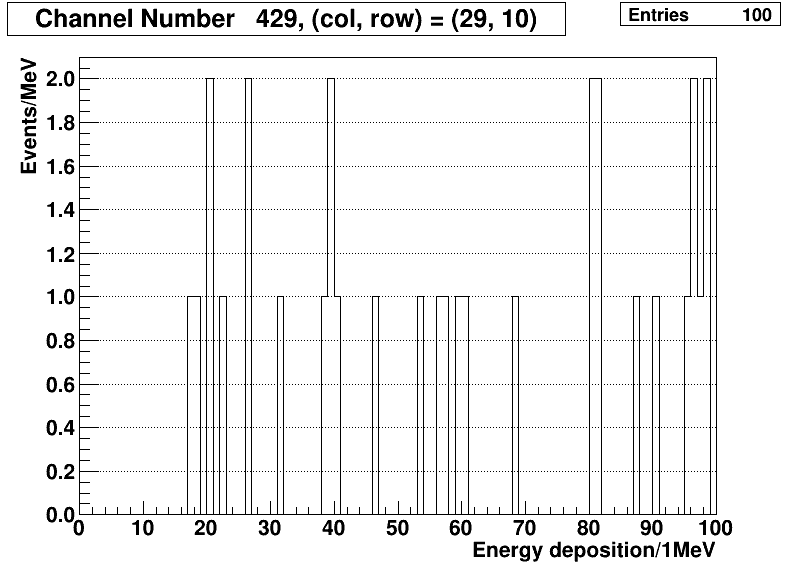 Channel Number 429, (col, row) = (29, 10)
Entries 100
Events/MeV
2.0
1.8
1.6
1.4
1.2
1.0
0.8
0.6
0.4
0.2
0.0
0 10 20 30 40 50 60 70 80 90 100
Energy deposition/1MeV